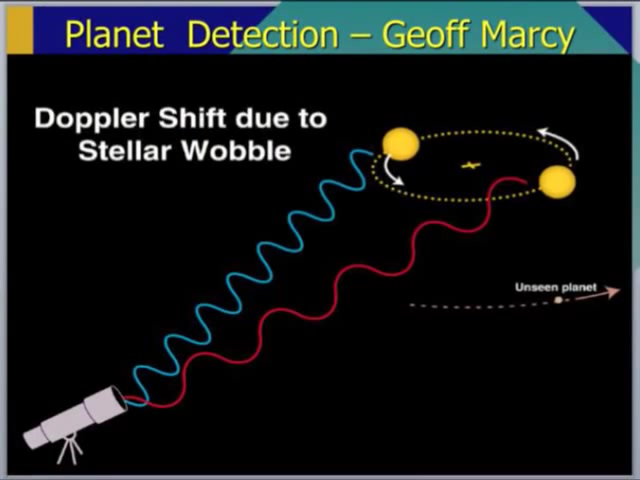 Planet Detection – Geoff Marcy
Doppler Shift due to
Stellar Wobble
Unseen planet